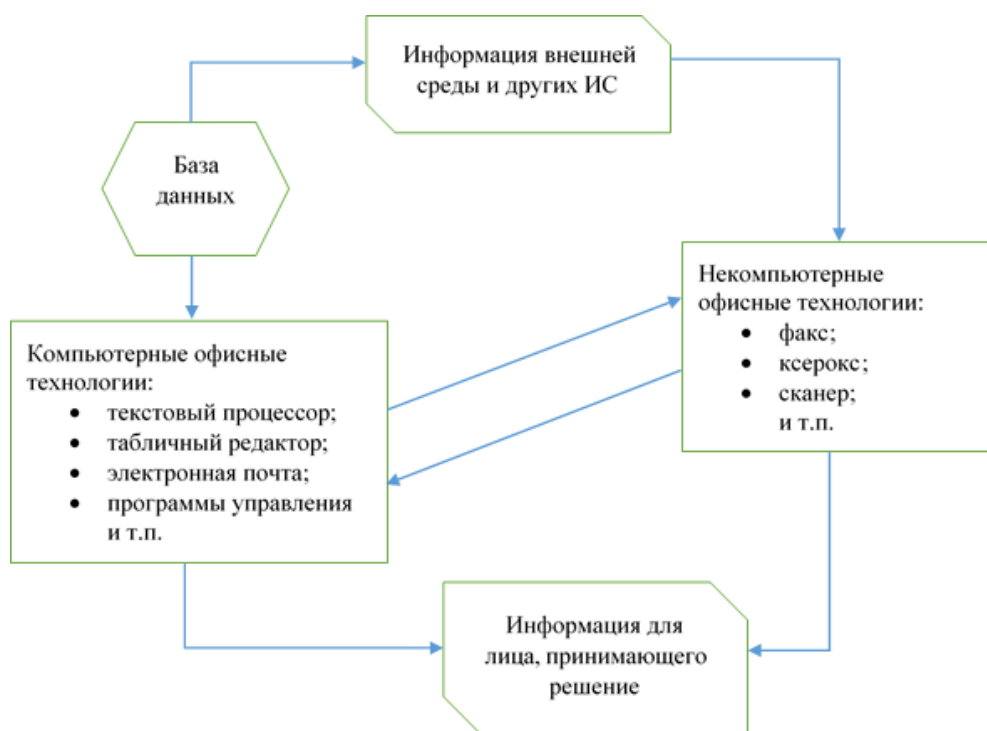 Информация внешней
среды и других ИС
База
данных
Некомпьютерные
офисные технологии:
• факс;
• ксерокс;
• сканер;
и т.п.
Компьютерные офисные
технологии:
• текстовый процессор;
• табличный редактор;
• электронная почта;
• программы управления
и т.п.
Информация для
лица, принимающего
решение